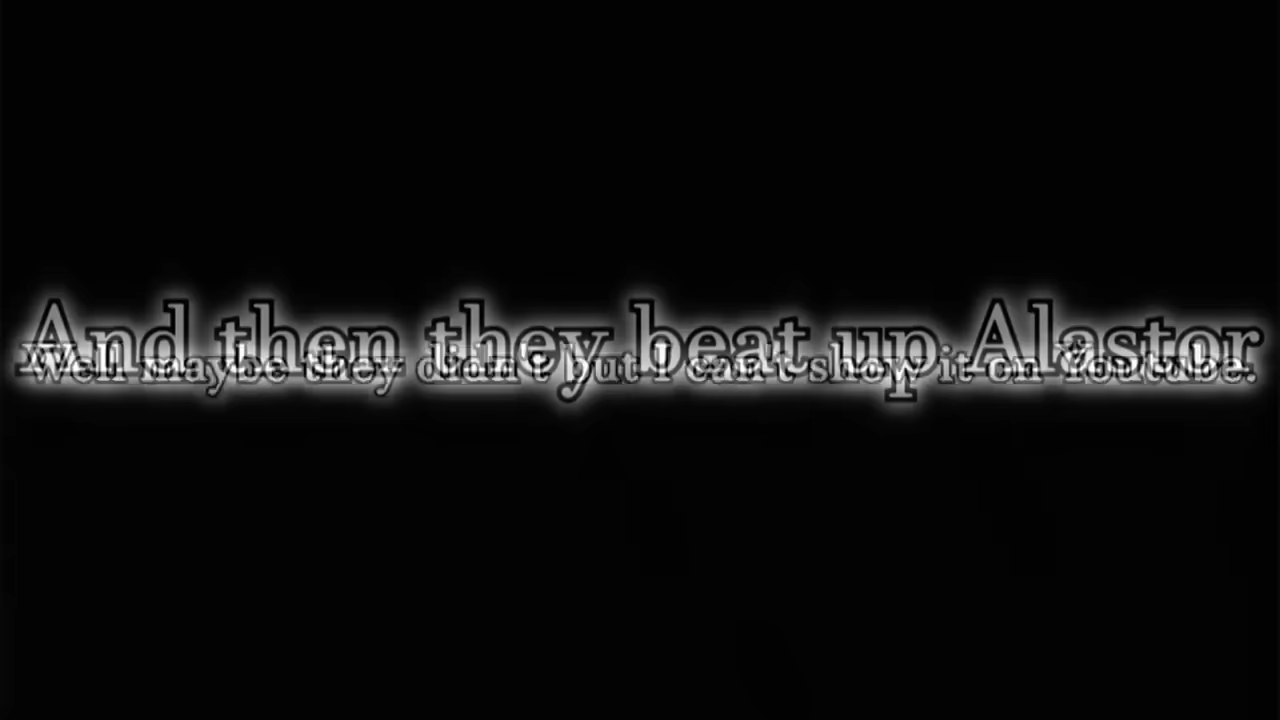 And then they beat up Alastor
Well maybe they didn't but I can't show it on Youtube.